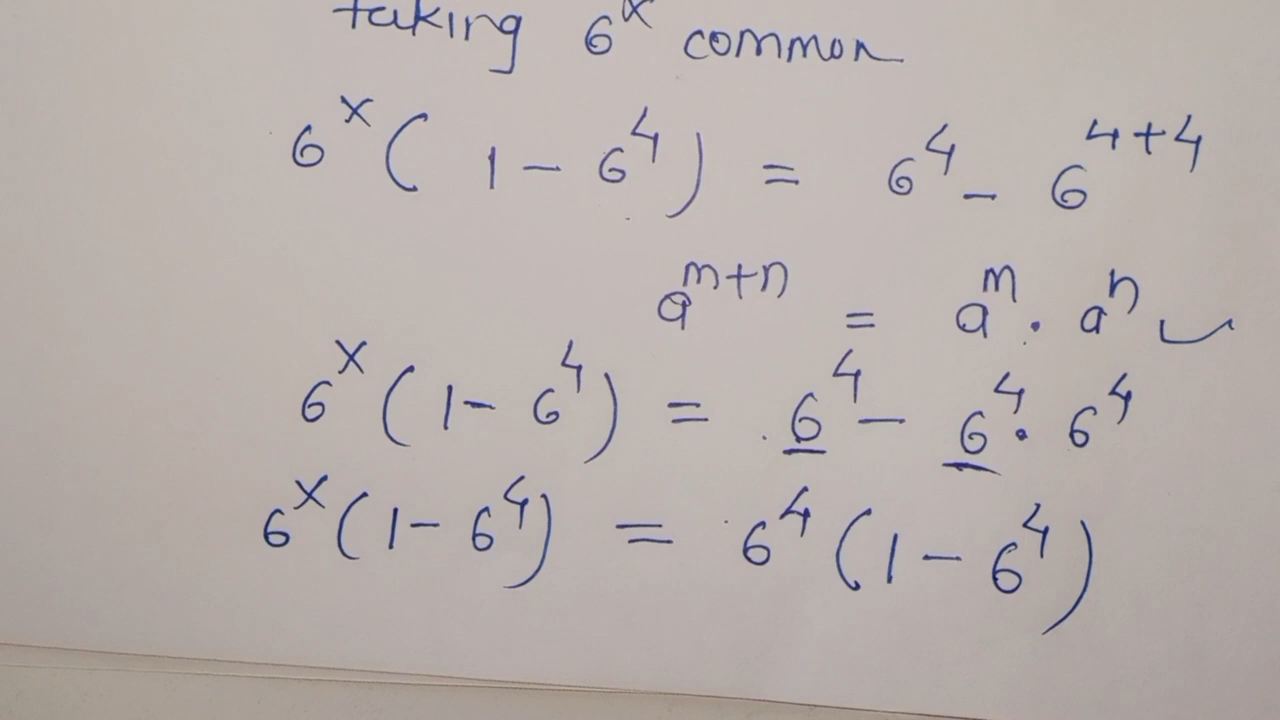 taking 6^x common
6^x ( 1 - 6^4 ) = 6^4 - 6^{4+4}
a^{m+n} = a^m . a^n ✓
6^x ( 1 - 6^4 ) = 6^4 - 6^4 . 6^4
6^x ( 1 - 6^4 ) = 6^4 ( 1 - 6^4 )